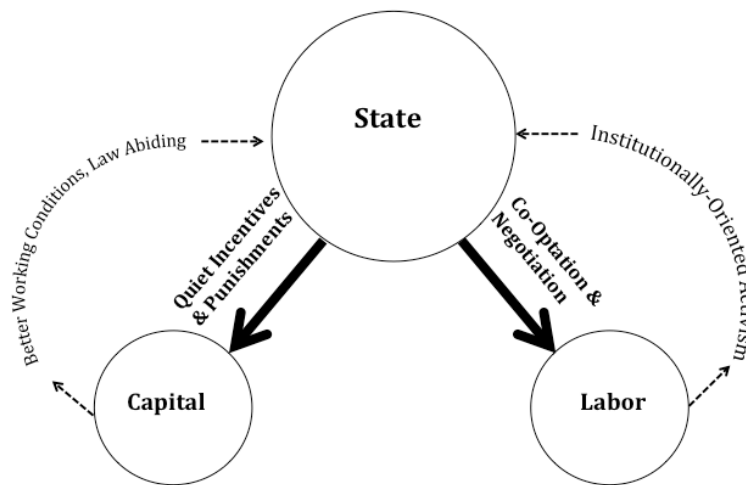 State
Better Working Conditions, Law Abiding
Institutionally-Oriented Activism
Quiet Incentives
& Punishments
Co-Optation &
Negotiation
Capital
Labor